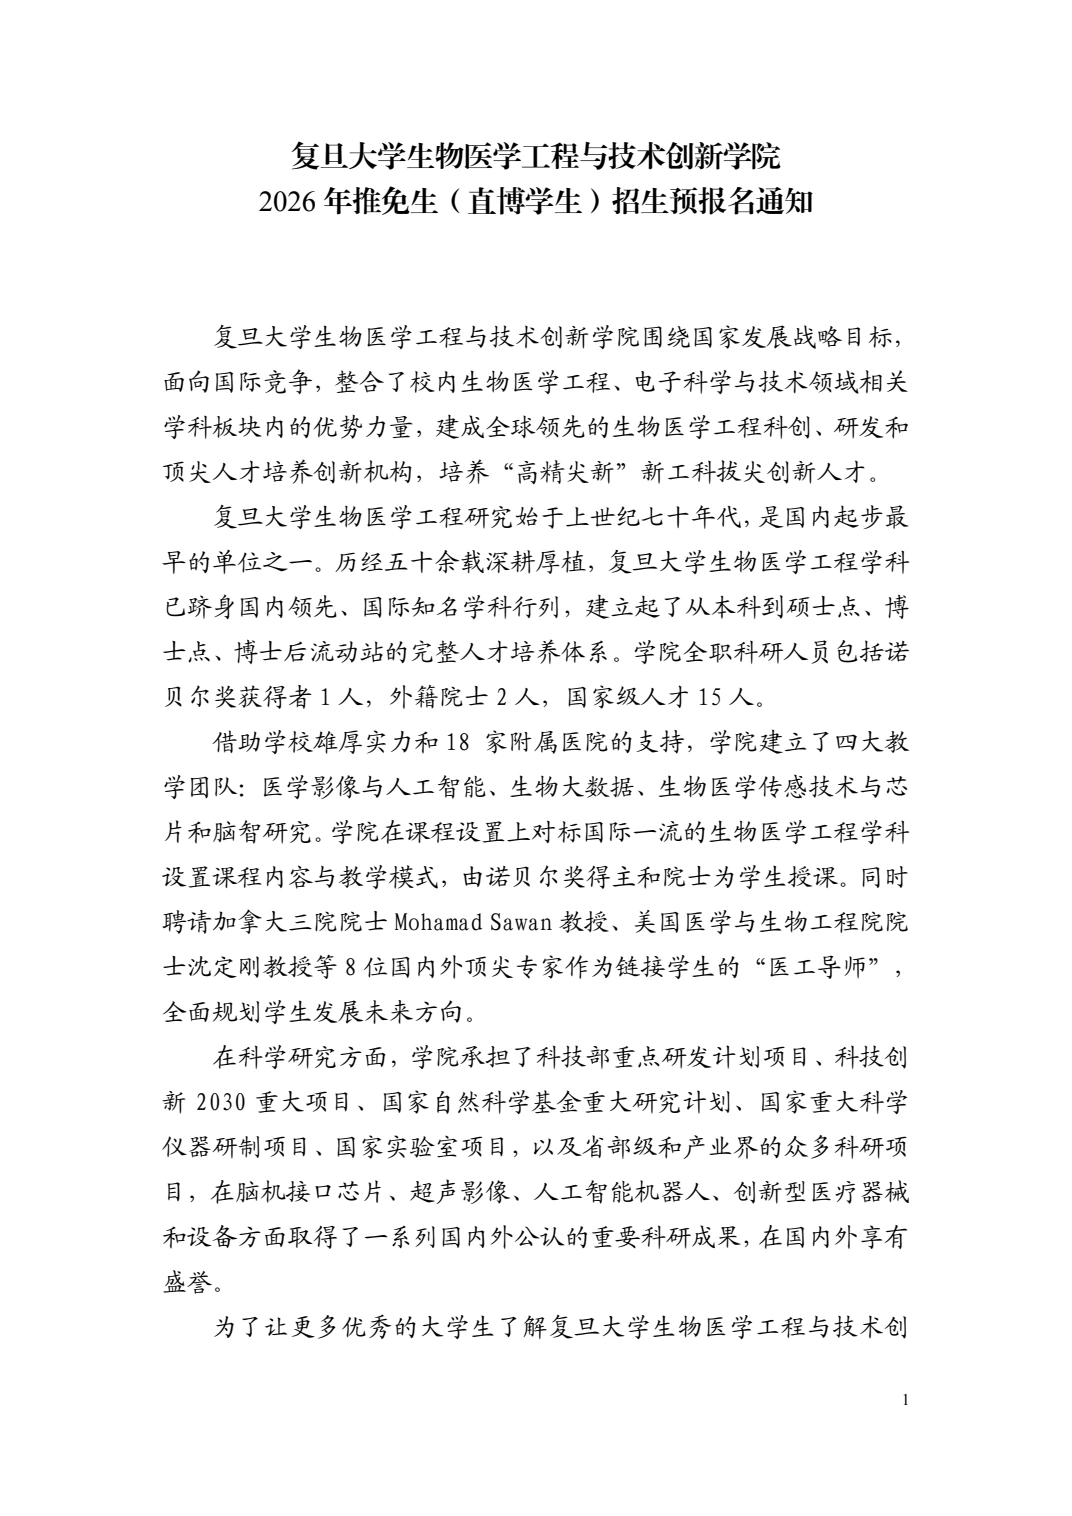 复旦大学生物医学工程与技术创新学院
2026 年推免生（直博学生）招生预报名通知
复旦大学生物医学工程与技术创新学院围绕国家发展战略目标，
面向国际竞争，整合了校内生物医学工程、电子科学与技术领域相关
学科板块内的优势力量，建成全球领先的生物医学工程科创、研发和
顶尖人才培养创新机构，培养“高精尖新”新工科拔尖创新人才。
复旦大学生物医学工程研究始于上世纪七十年代，是国内起步最
早的单位之一。历经五十余载深耕厚植，复旦大学生物医学工程学科
已跻身国内领先、国际知名学科行列，建立起了从本科到硕士点、博
士点、博士后流动站的完整人才培养体系。学院全职科研人员包括诺
贝尔奖获得者 1 人，外籍院士 2 人，国家级人才 15 人。
借助学校雄厚实力和 18 家附属医院的支持，学院建立了四大教
学团队：医学影像与人工智能、生物大数据、生物医学传感技术与芯
片和脑智研究。学院在课程设置上对标国际一流的生物医学工程学科
设置课程内容与教学模式，由诺贝尔奖得主和院士为学生授课。同时
聘请加拿大三院院士 Mohamad Sawan 教授、美国医学与生物工程院院
士沈定刚教授等 8 位国内外顶尖专家作为链接学生的“医工导师”，
全面规划学生发展未来方向。
在科学研究方面，学院承担了科技部重点研发计划项目、科技创
新 2030 重大项目、国家自然科学基金重大研究计划、国家重大科学
仪器研制项目、国家实验室项目，以及省部级和产业界的众多科研项
目，在脑机接口芯片、超声影像、人工智能机器人、创新型医疗器械
和设备方面取得了一系列国内外公认的重要科研成果，在国内外享有
盛誉。
为了让更多优秀的大学生了解复旦大学生物医学工程与技术创
1